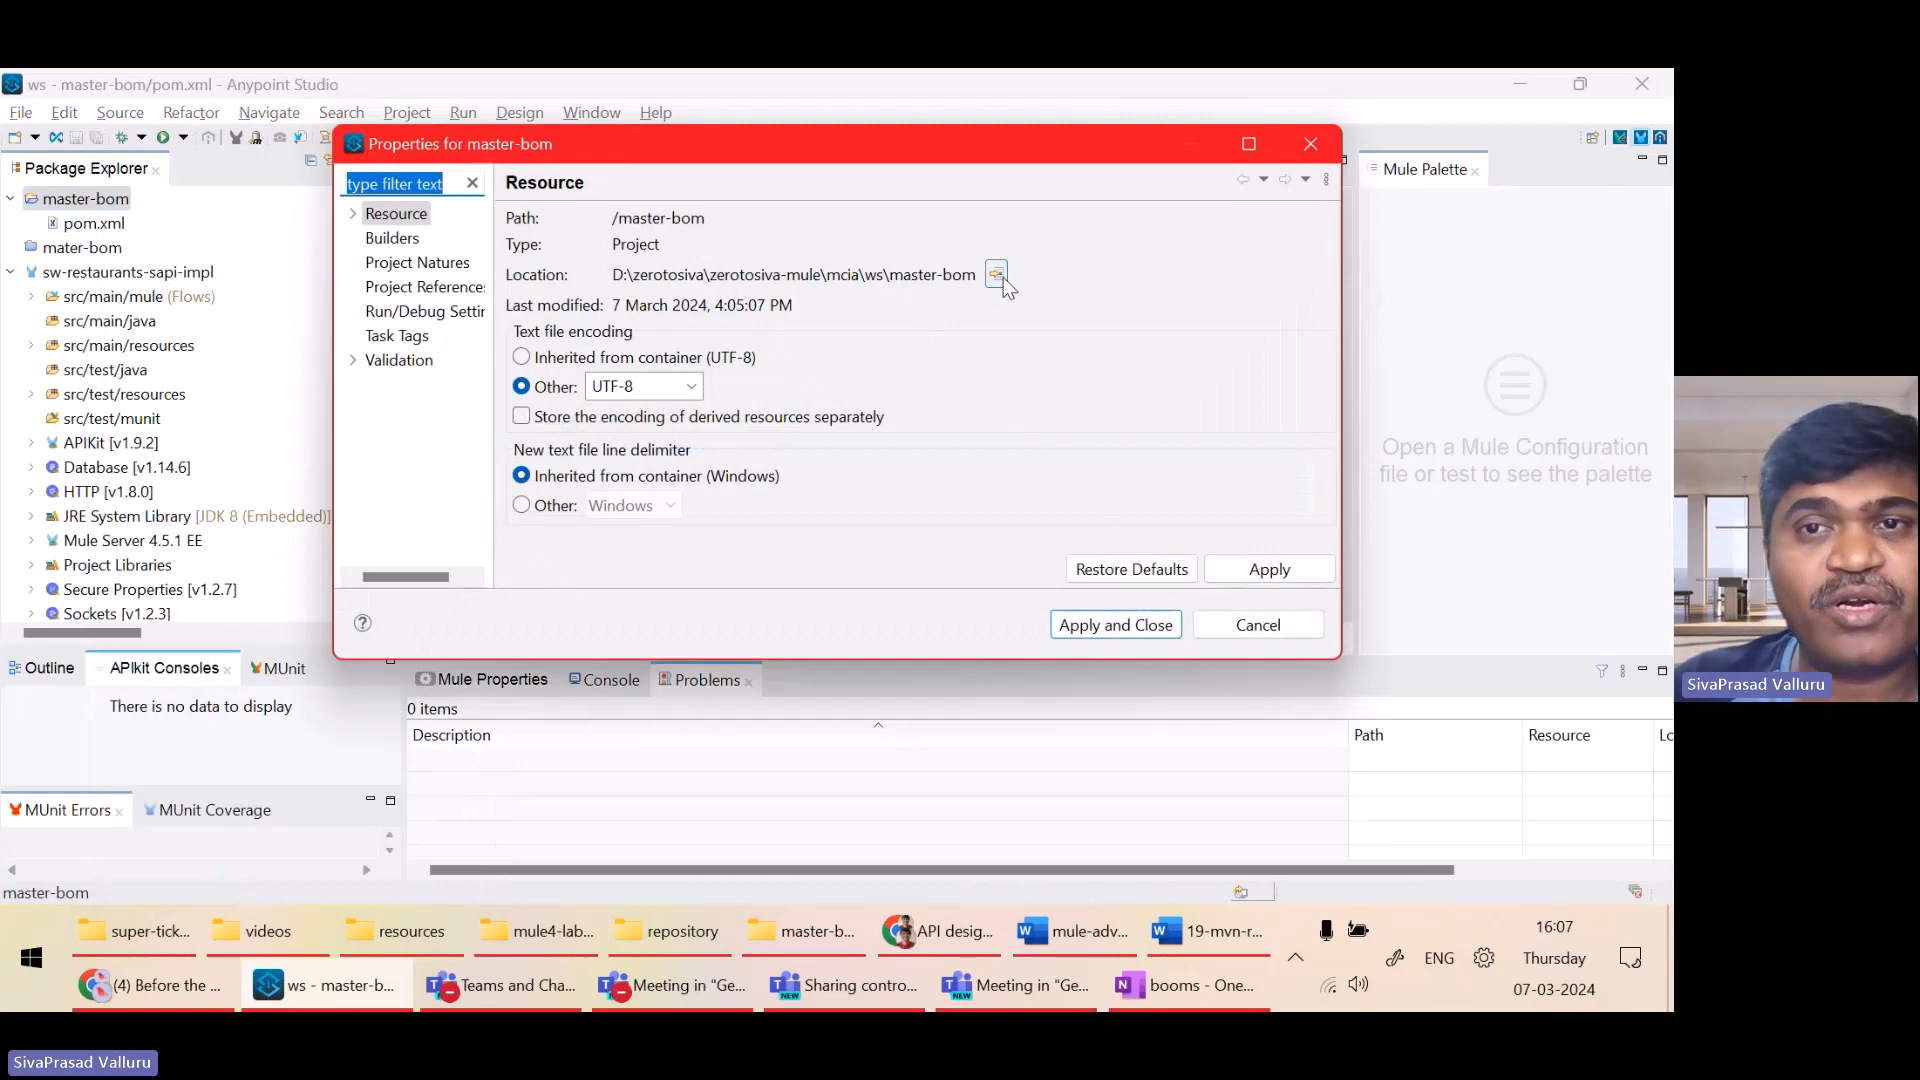 ws - master-bom/pom.xml - Anypoint Studio
File Edit Source Refactor Navigate Search Project Run Design Window Help
Package Explorer
master-bom
pom.xml
mater-bom
sw-restaurants-sapi-impl
src/main/mule (Flows)
src/main/java
src/main/resources
src/test/java
src/test/resources
src/test/munit
APIKit [v1.9.2]
Database [v1.14.6]
HTTP [v1.8.0]
JRE System Library [JDK 8 (Embedded)]
Mule Server 4.5.1 EE
Project Libraries
Secure Properties [v1.2.7]
Sockets [v1.2.3]
Properties for master-bom
type filter text
Resource
Builders
Project Natures
Project References
Run/Debug Settin
Task Tags
Validation
Resource
Path: /master-bom
Type: Project
Location: D:\zerotosiva\zerotosiva-mule\mcia\ws\master-bom
Last modified: 7 March 2024, 4:05:07 PM
Text file encoding
Inherited from container (UTF-8)
Other: UTF-8
Store the encoding of derived resources separately
New text file line delimiter
Inherited from container (Windows)
Other: Windows
Restore Defaults Apply
Apply and Close Cancel
Mule Palette
Open a Mule Configuration
file or test to see the palette
SivaPrasad Valluru
Outline APIkit Consoles MUnit
There is no data to display
MUnit Errors MUnit Coverage
Mule Properties Console Problems
0 items
Description Path Resource Lc
master-bom
super-tick... videos resources mule4-lab... repository master-b... API desig... W mule-adv... W 19-mvn-r...
(4) Before the ... ws - master-b... Teams and Cha... Meeting in "Ge... NEW Sharing contro... NEW Meeting in "Ge... N booms - One...
ENG
16:07
Thursday
07-03-2024
SivaPrasad Valluru